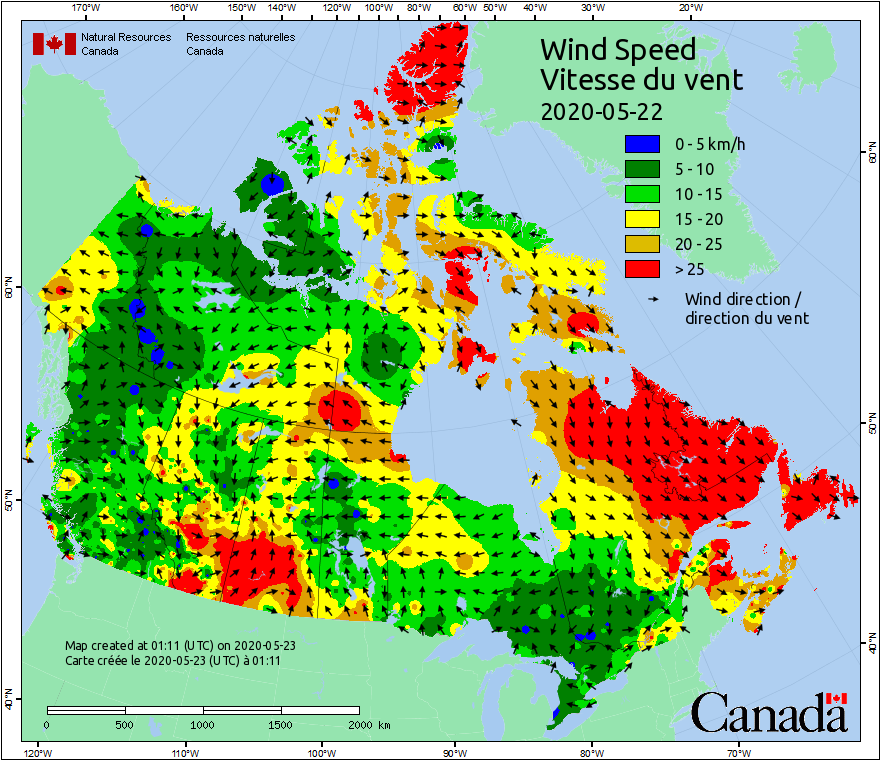 170°W 160°W 150°W 140°W 120°W 100°W 80°W 60°W 50°W 40°W 30°W 20°W
Natural Resources Ressources naturelles
Canada Canada
Wind Speed
Vitesse du vent
2020-05-22
0 - 5 km/h
5 - 10
10 - 15
15 - 20
20 - 25
> 25
Wind direction /
direction du vent
60°N 60°N
50°N 50°N
40°N 40°N
Map created at 01:11 (UTC) on 2020-05-23
Carte créée le 2020-05-23 (UTC) à 01:11
0 500 1000 1500 2000 km
Canada
120°W 110°W 100°W 90°W 80°W 70°W